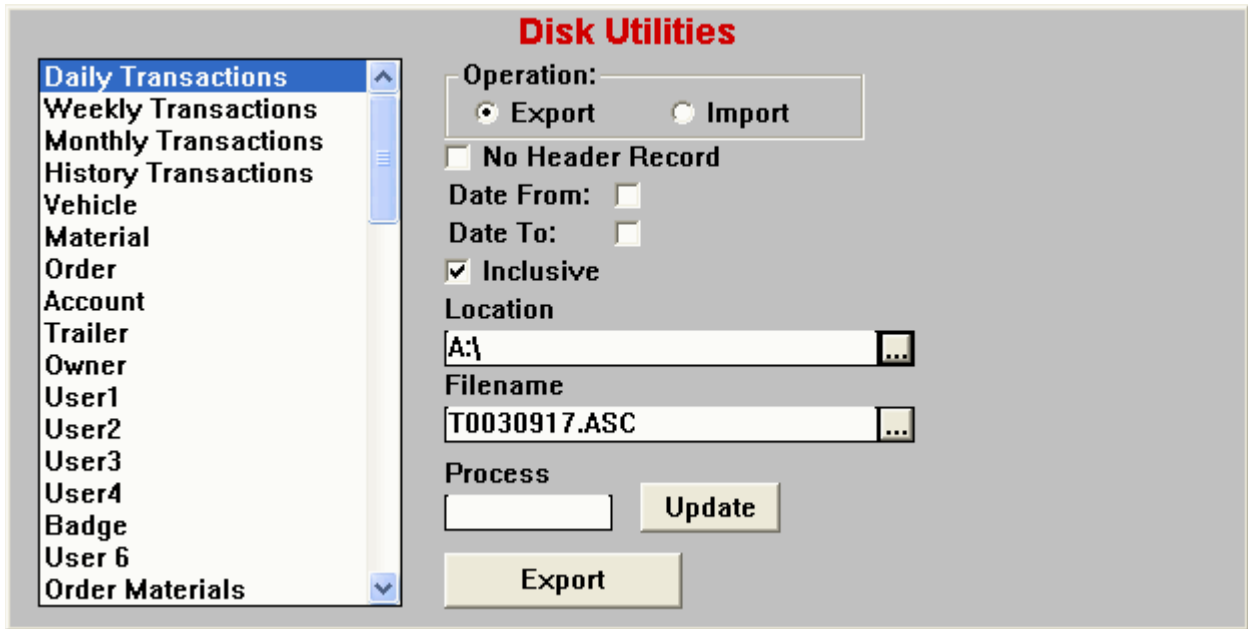 Disk Utilities
Daily Transactions
Weekly Transactions
Monthly Transactions
History Transactions
Vehicle
Material
Order
Account
Trailer
Owner
User1
User2
User3
User4
Badge
User 6
Order Materials
Operation:
Export Import
No Header Record
Date From:
Date To:
Inclusive
Location
A:\
...
Filename
T0030917.ASC
...
Process
Update
Export